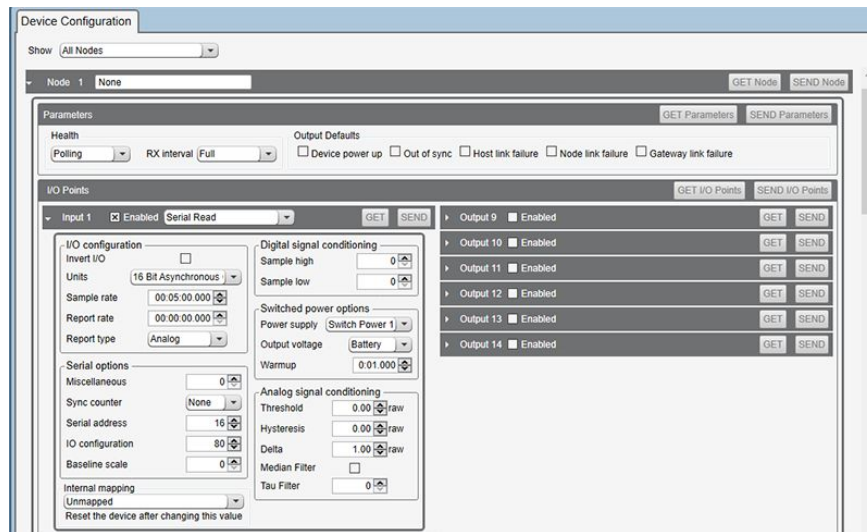 Device Configuration
Show All Nodes
Node 1 None GET Node SEND Node
Parameters GET Parameters SEND Parameters
Health Output Defaults
Polling RX interval Full Device power up Out of sync Host link failure Node link failure Gateway link failure
I/O Points GET I/O Points SEND I/O Points
Input 1 Enabled Serial Read GET SEND
I/O configuration
Invert I/O
Units 16 Bit Asynchronous
Sample rate 00:05:00.000
Report rate 00:00:00.000
Report type Analog
Serial options
Miscellaneous 0
Sync counter None
Serial address 16
IO configuration 80
Baseline scale 0
Internal mapping
Unmapped
Reset the device after changing this value
Digital signal conditioning
Sample high 0
Sample low 0
Switched power options
Power supply Switch Power 1
Output voltage Battery
Warmup 0:01.000
Analog signal conditioning
Threshold 0.00 raw
Hysteresis 0.00 raw
Delta 1.00 raw
Median Filter
Tau Filter 0
Output 9 Enabled GET SEND
Output 10 Enabled GET SEND
Output 11 Enabled GET SEND
Output 12 Enabled GET SEND
Output 13 Enabled GET SEND
Output 14 Enabled GET SEND